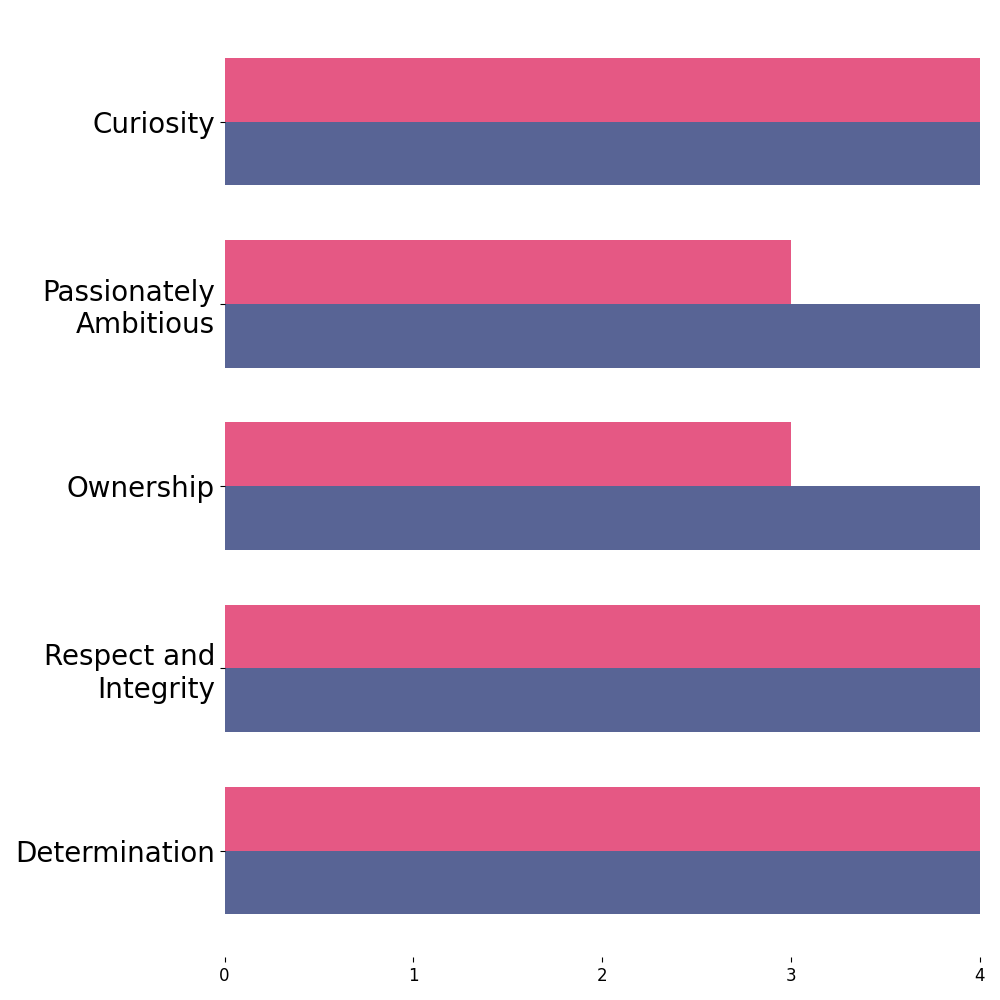 Curiosity
Passionately
Ambitious
Ownership
Respect and
Integrity
Determination
0 1 2 3 4